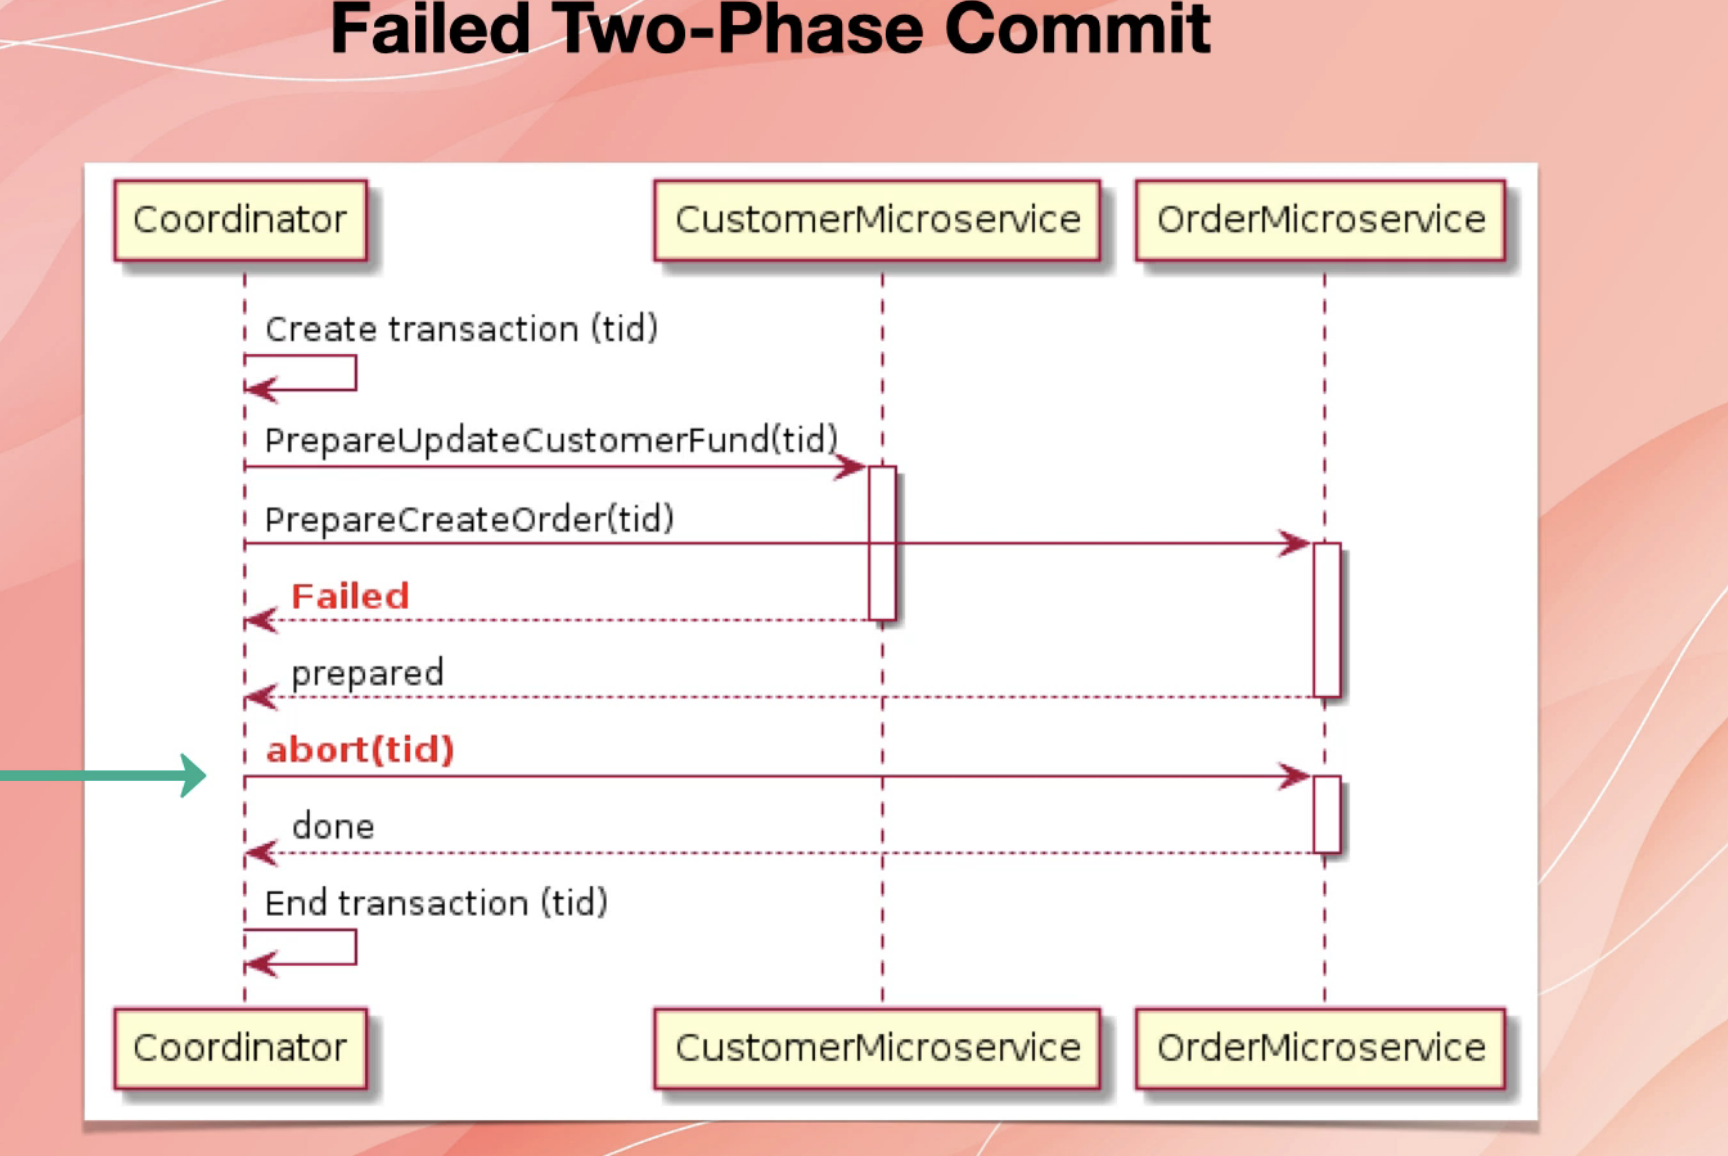 Failed Two-Phase Commit
Coordinator
CustomerMicroservice
OrderMicroservice
Create transaction (tid)
PrepareUpdateCustomerFund(tid)
PrepareCreateOrder(tid)
Failed
prepared
abort(tid)
done
End transaction (tid)
Coordinator
CustomerMicroservice
OrderMicroservice